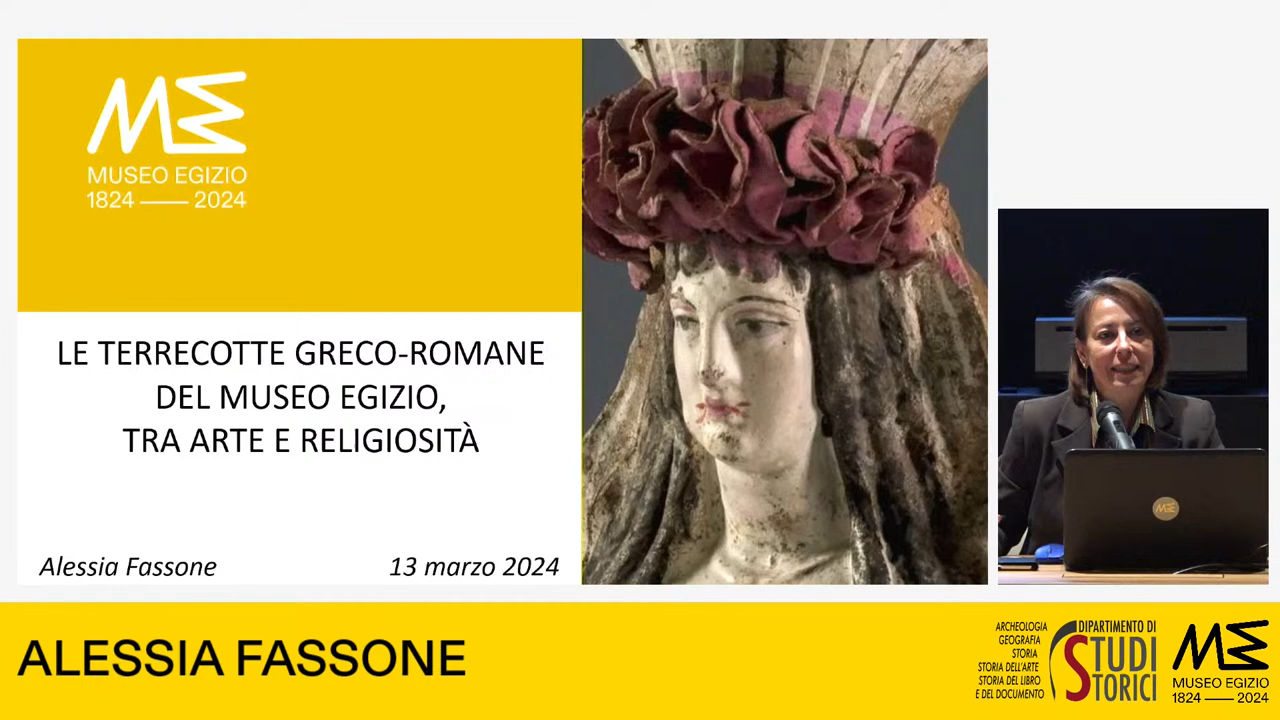 MUSEO EGIZIO
1824 —— 2024
LE TERRECOTTE GRECO-ROMANE
DEL MUSEO EGIZIO,
TRA ARTE E RELIGIOSITÀ
Alessia Fassone
13 marzo 2024
ALESSIA FASSONE
ARCHEOLOGIA
GEOGRAFIA
STORIA
STORIA DELL'ARTE
STORIA DEL LIBRO
E DEL DOCUMENTO
DIPARTIMENTO DI
STUDI
STORICI
ME
MUSEO EGIZIO
1824 —— 2024